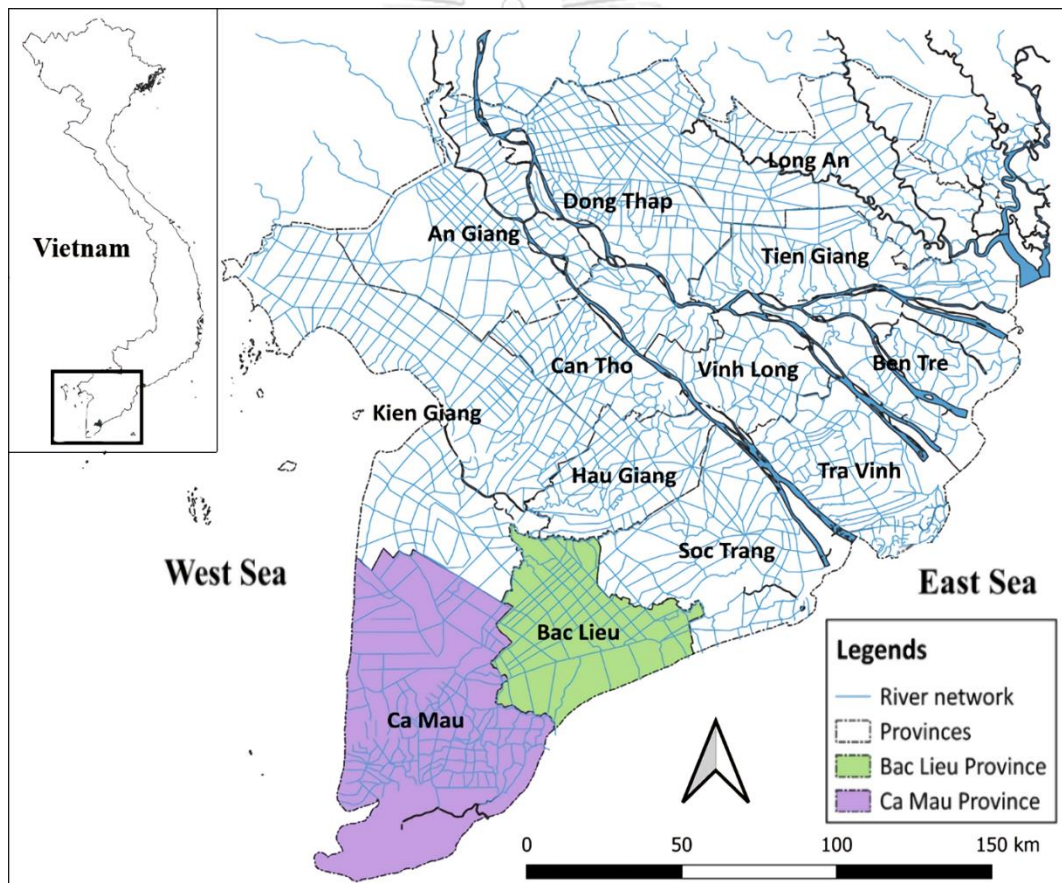 Vietnam
Long An
Dong Thap
An Giang
Tien Giang
Can Tho
Vinh Long
Ben Tre
Kien Giang
Hau Giang
Tra Vinh
Soc Trang
West Sea
East Sea
Bac Lieu
Ca Mau
Legends
River network
Provinces
Bac Lieu Province
Ca Mau Province
0 50 100 150 km